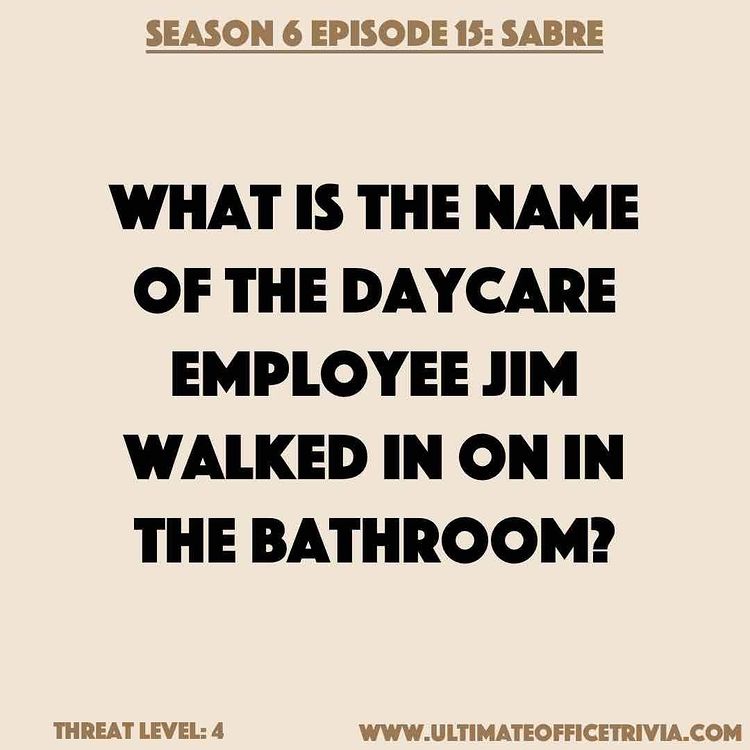 SEASON 6 EPISODE 15: SABRE
WHAT IS THE NAME
OF THE DAYCARE
EMPLOYEE JIM
WALKED IN ON IN
THE BATHROOM?
THREAT LEVEL: 4
WWW.ULTIMATEOFFICETRIVIA.COM